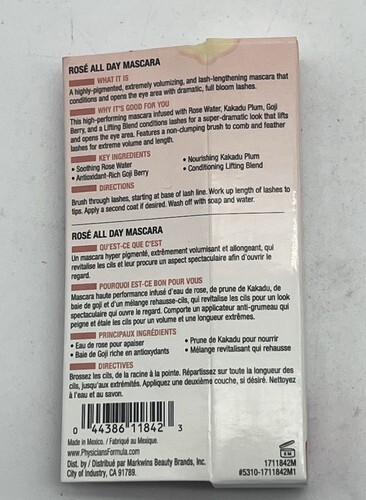 ROSÉ ALL DAY MASCARA
WHAT IT IS
A highly-pigmented, extremely volumizing, and lash-lengthening mascara that
conditions and opens the eye area with dramatic, full bloom lashes.
WHY IT'S GOOD FOR YOU
This high-performing mascara infused with Rose Water, Kakadu Plum, Goji
Berry, and a Lifting Blend conditions lashes for a super-dramatic look that lifts
and opens the eye area. Features a non-clumping brush to comb and feather
lashes for extreme volume and length.
KEY INGREDIENTS
• Soothing Rose Water
• Antioxidant-Rich Goji Berry
• Nourishing Kakadu Plum
• Conditioning Lifting Blend
DIRECTIONS
Brush through lashes, starting at base of lash line. Work up length of lashes to
tips. Apply a second coat if desired. Wash off with soap and water.
ROSÉ ALL DAY MASCARA
QU'EST-CE QUE C'EST
Un mascara hyper pigmenté, extrêmement volumisant et allongeant, qui
revitalise les cils et leur procure un aspect spectaculaire afin d'ouvrir le
regard.
POURQUOI EST-CE BON POUR VOUS
Mascara haute performance infusé d'eau de rose, de prune de Kakadu, de
baie de goji et d'un mélange rehausse-cils, qui revitalise les cils pour un look
spectaculaire qui ouvre le regard. Comporte un applicateur anti-grumeau qui
peigne et étale les cils pour un volume et une longueur extrêmes.
PRINCIPAUX INGRÉDIENTS
• Eau de rose pour apaiser
• Baie de Goji riche en antioxydants
• Prune de Kakadu pour nourrir
• Mélange revitalisant qui rehausse
DIRECTIVES
Brossez les cils, de la racine à la pointe. Répartissez sur toute la longueur des
cils, jusqu'aux extrémités. Appliquez une deuxième couche, si désiré. Nettoyez
à l'eau et au savon.
0 44386 11842 3
Made in Mexico. / Fabriqué au Mexique.
www.PhysiciansFormula.com
Dist. by / Distribué par Markwins Beauty Brands, Inc.
City of Industry, CA 91789.
6 M
1711842M
#5310-1711842M1